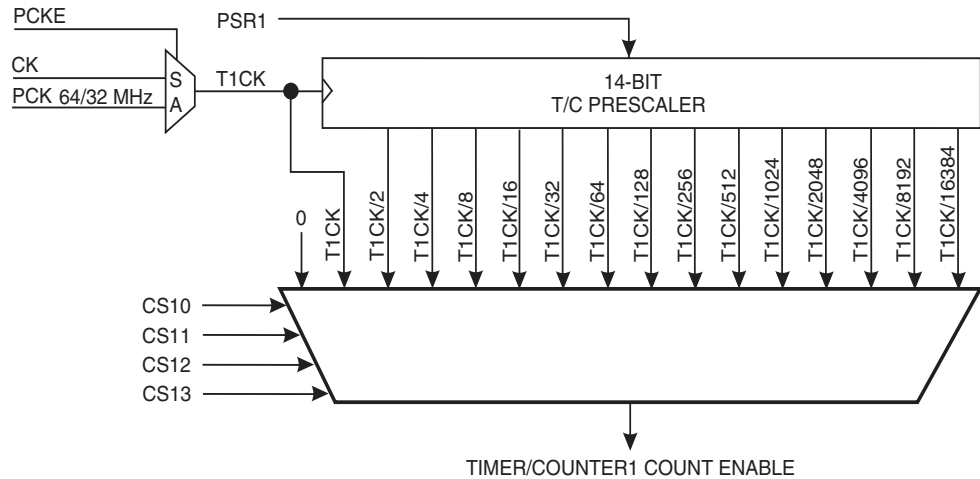 PCKE
PSR1
CK
PCK 64/32 MHz
S
A
T1CK
14-BIT
T/C PRESCALER
0
T1CK
T1CK/2
T1CK/4
T1CK/8
T1CK/16
T1CK/32
T1CK/64
T1CK/128
T1CK/256
T1CK/512
T1CK/1024
T1CK/2048
T1CK/4096
T1CK/8192
T1CK/16384
CS10
CS11
CS12
CS13
TIMER/COUNTER1 COUNT ENABLE